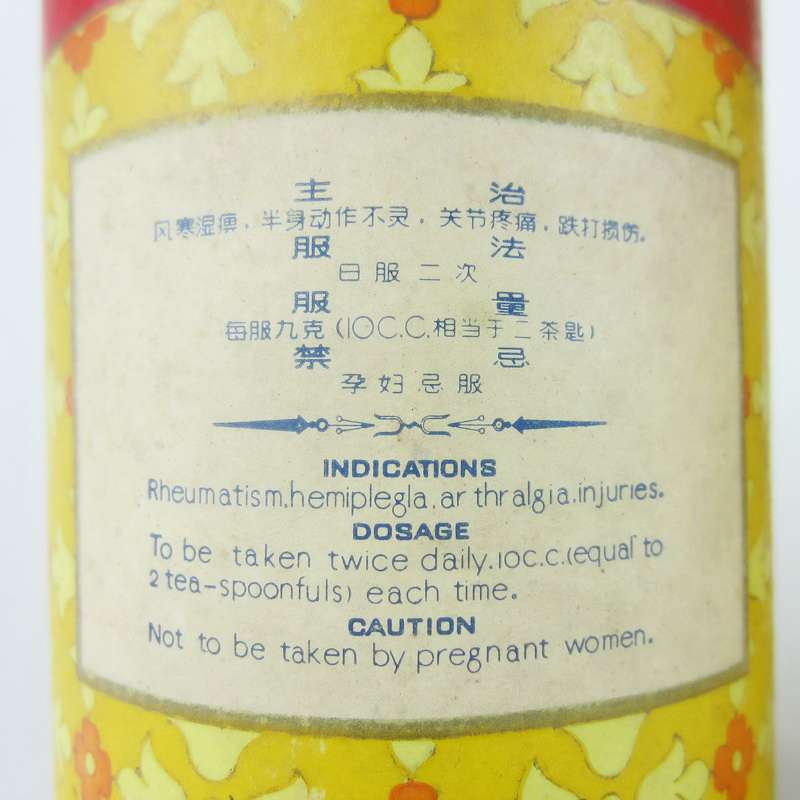 主 治
风寒湿痹，半身动作不灵，关节疼痛，跌打损伤。
服 法
日服二次
服 量
每服九克(10C.C.相当于二茶匙)
禁 忌
孕妇忌服
INDICATIONS
Rheumatism.hemiplegla.ar thralgia.injuries.
DOSAGE
To be taken twice daily.10c.c.(equal to
2 tea-spoonfuls) each time.
CAUTION
Not to be taken by pregnant women.